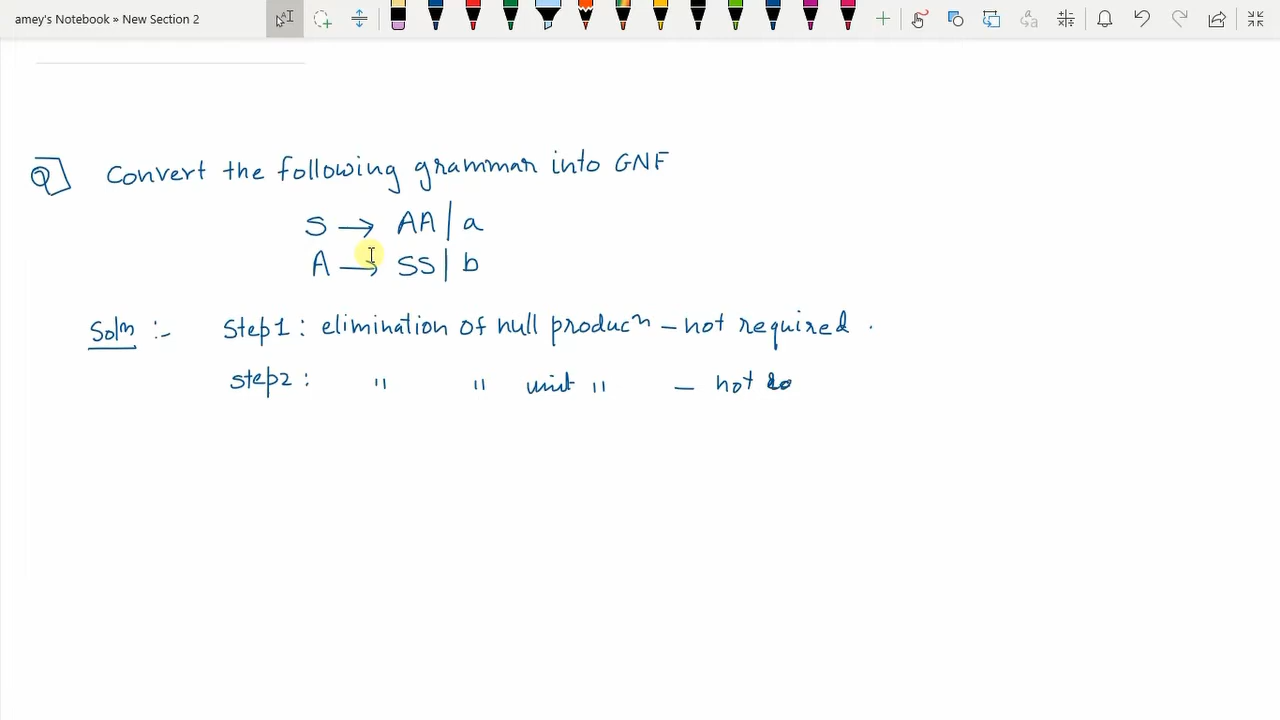 amey's Notebook » New Section 2
Q] Convert the following grammar into GNF
S → AA | a
A → SS | b
Solⁿ :- Step1 : elimination of null producⁿ – not required .
step2 : " " unit " – not